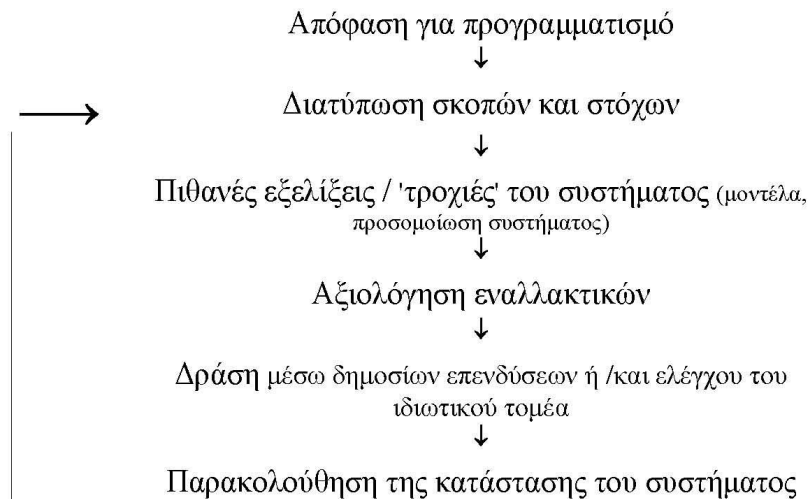 Απόφαση για προγραμματισμό
Διατύπωση σκοπών και στόχων
Πιθανές εξελίξεις / 'τροχιές' του συστήματος (μοντέλα,
προσομοίωση συστήματος)
Αξιολόγηση εναλλακτικών
Δράση μέσω δημοσίων επενδύσεων ή /και ελέγχου του
ιδιωτικού τομέα
Παρακολούθηση της κατάστασης του συστήματος